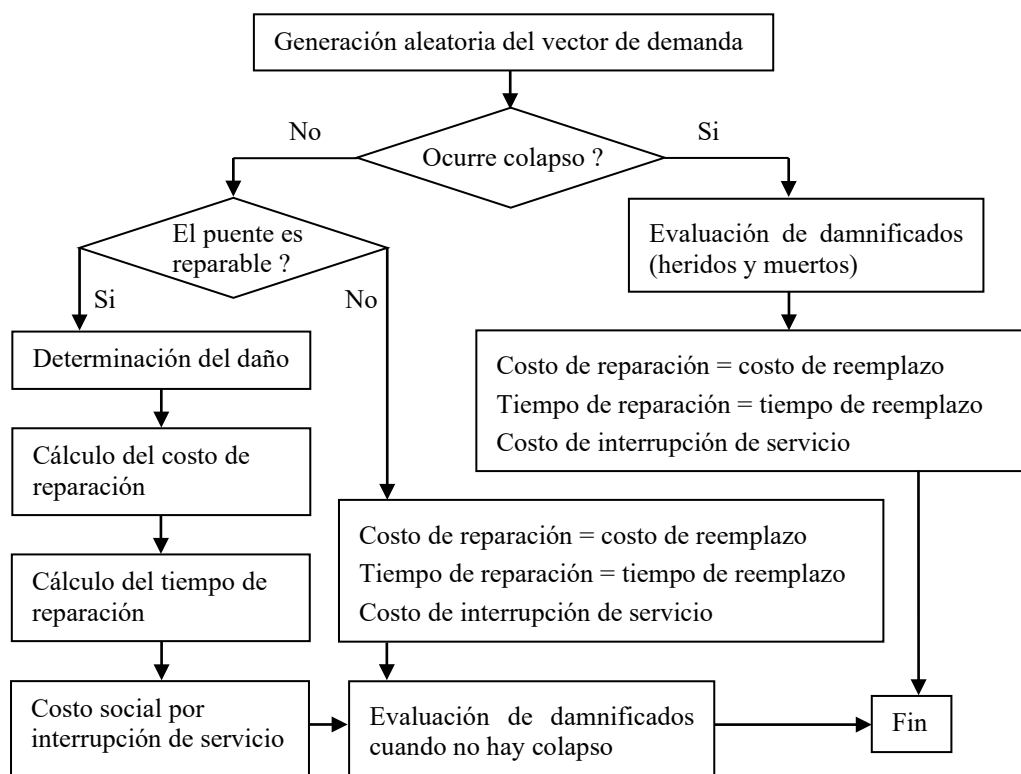 Generación aleatoria del vector de demanda
No
Si
Ocurre colapso ?
El puente es
reparable ?
Si
No
Evaluación de damnificados
(heridos y muertos)
Determinación del daño
Costo de reparación = costo de reemplazo
Tiempo de reparación = tiempo de reemplazo
Costo de interrupción de servicio
Cálculo del costo de
reparación
Costo de reparación = costo de reemplazo
Tiempo de reparación = tiempo de reemplazo
Costo de interrupción de servicio
Cálculo del tiempo de
reparación
Costo social por
interrupción de servicio
Evaluación de damnificados
cuando no hay colapso
Fin